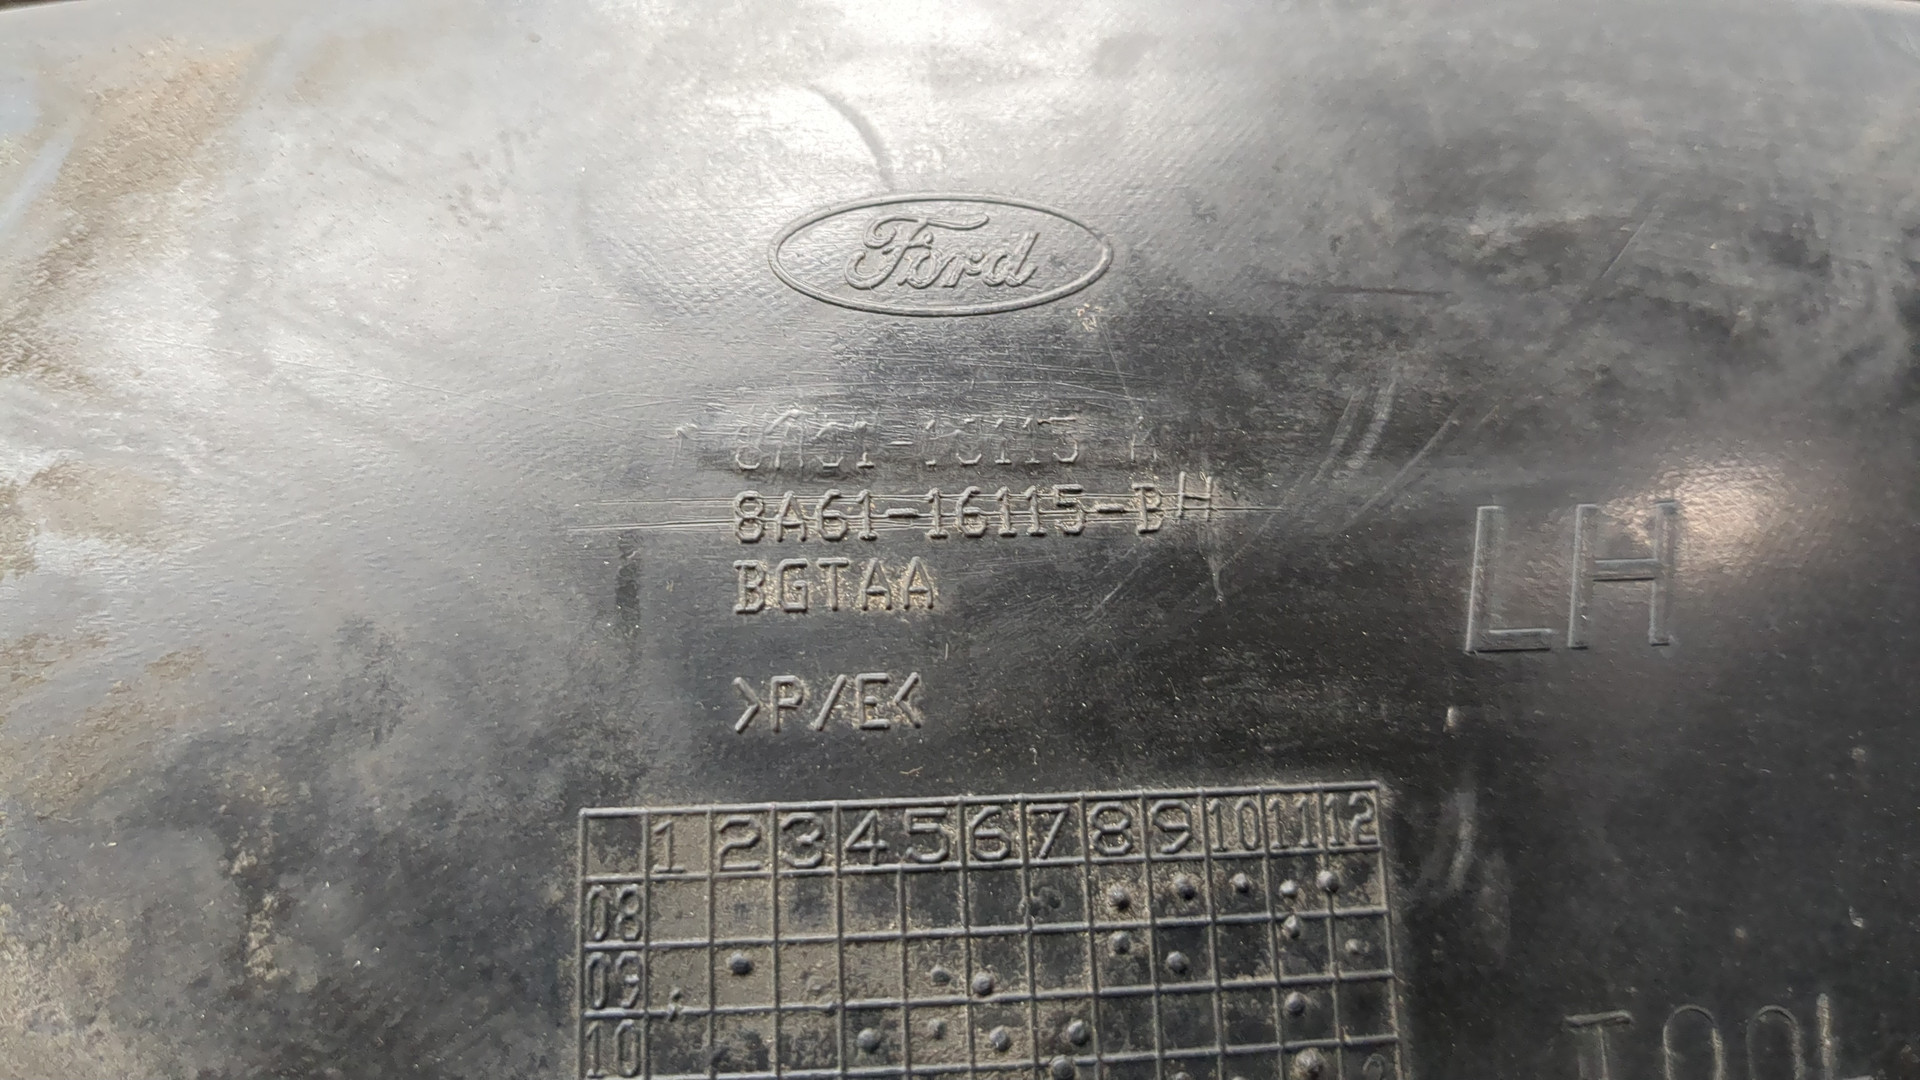 Ford
8A61-16115-BH
BGTAA
>P/E<
LH
1 2 3 4 5 6 7 8 9 10 11 12
08
09
10
TOOL